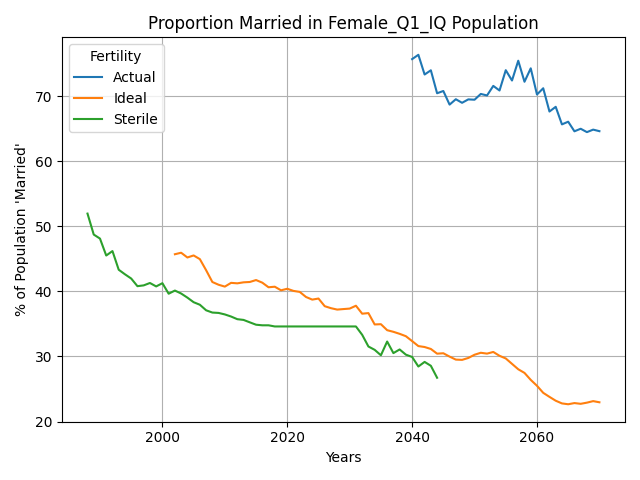 Proportion Married in Female_Q1_IQ Population
Fertility
Actual
Ideal
Sterile
% of Population 'Married'
70
60
50
40
30
20
2000
2020
2040
2060
Years